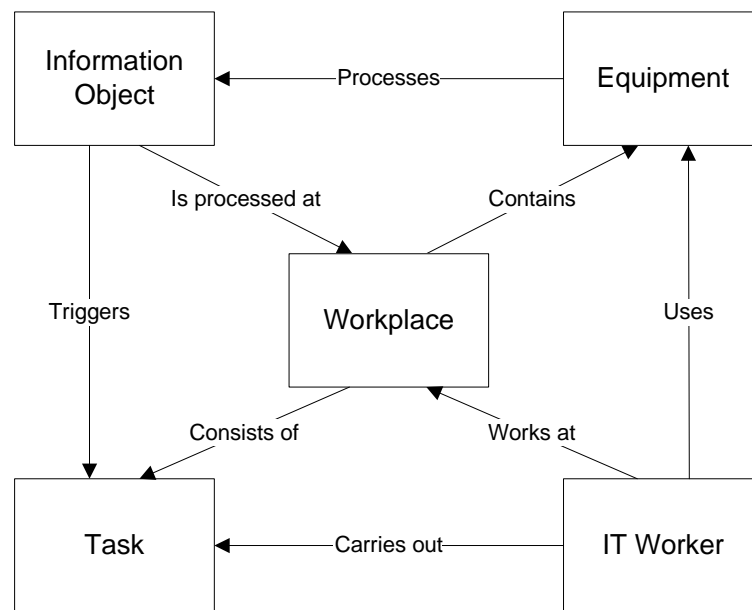 Information
Object
Processes
Equipment
Is processed at
Contains
Triggers
Workplace
Uses
Consists of
Works at
Task
Carries out
IT Worker